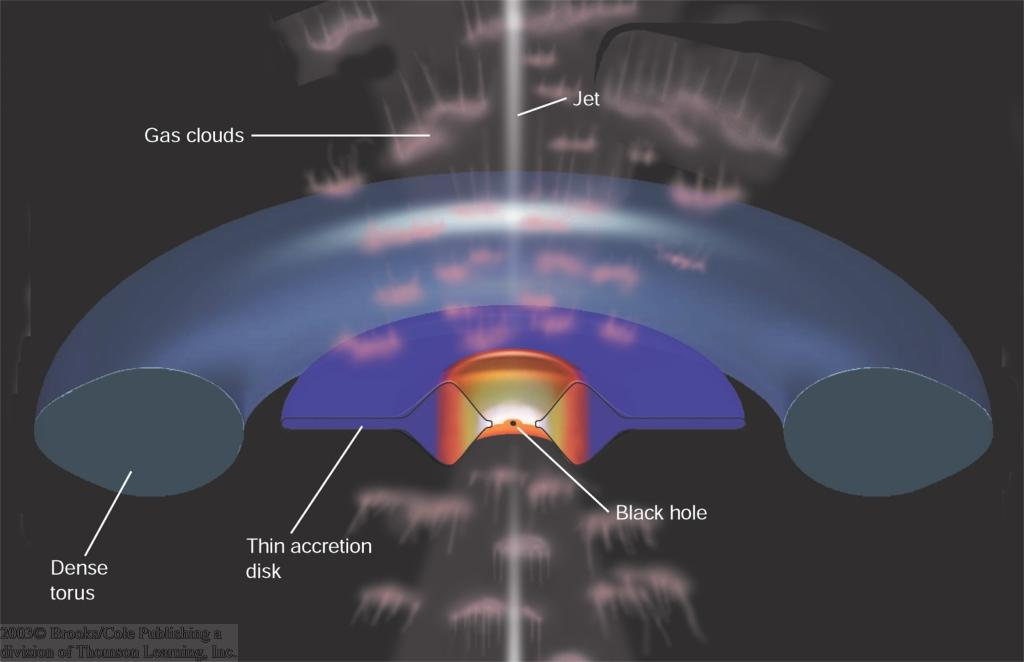 Jet
Gas clouds
Black hole
Thin accretion
disk
Dense
torus
2003© Brooks/Cole Publishing a
division of Thomson Learning, Inc.